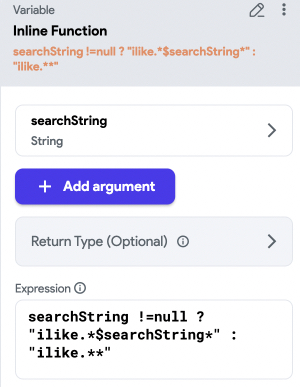 Variable
Inline Function
searchString !=null ? "ilike.*$searchString*" :
"ilike.**"
searchString
String
+ Add argument
Return Type (Optional)
Expression
searchString !=null ?
"ilike.*$searchString*" :
"ilike.**"